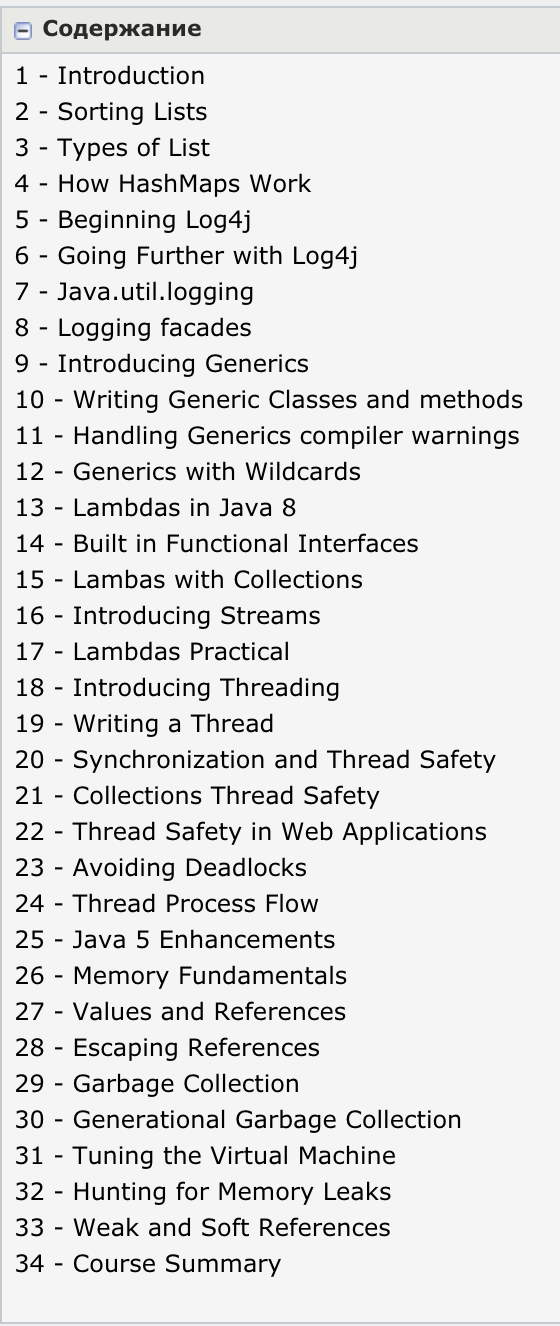 Содержание
1 - Introduction
2 - Sorting Lists
3 - Types of List
4 - How HashMaps Work
5 - Beginning Log4j
6 - Going Further with Log4j
7 - Java.util.logging
8 - Logging facades
9 - Introducing Generics
10 - Writing Generic Classes and methods
11 - Handling Generics compiler warnings
12 - Generics with Wildcards
13 - Lambdas in Java 8
14 - Built in Functional Interfaces
15 - Lambas with Collections
16 - Introducing Streams
17 - Lambdas Practical
18 - Introducing Threading
19 - Writing a Thread
20 - Synchronization and Thread Safety
21 - Collections Thread Safety
22 - Thread Safety in Web Applications
23 - Avoiding Deadlocks
24 - Thread Process Flow
25 - Java 5 Enhancements
26 - Memory Fundamentals
27 - Values and References
28 - Escaping References
29 - Garbage Collection
30 - Generational Garbage Collection
31 - Tuning the Virtual Machine
32 - Hunting for Memory Leaks
33 - Weak and Soft References
34 - Course Summary